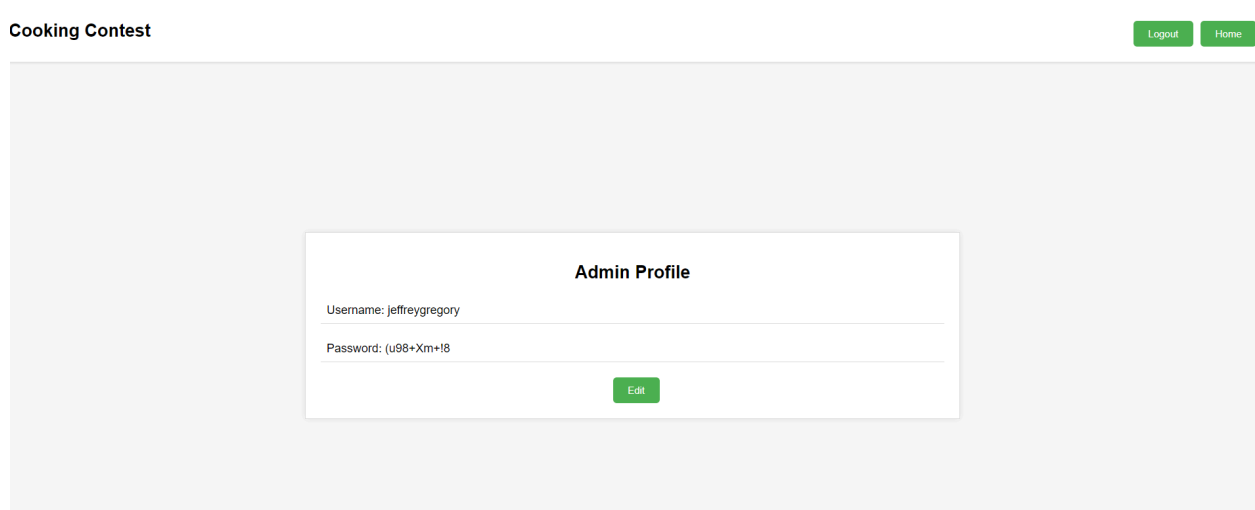 Cooking Contest
Logout Home
Admin Profile
Username: jeffreygregory
Password: (u98+Xm+!8
Edit